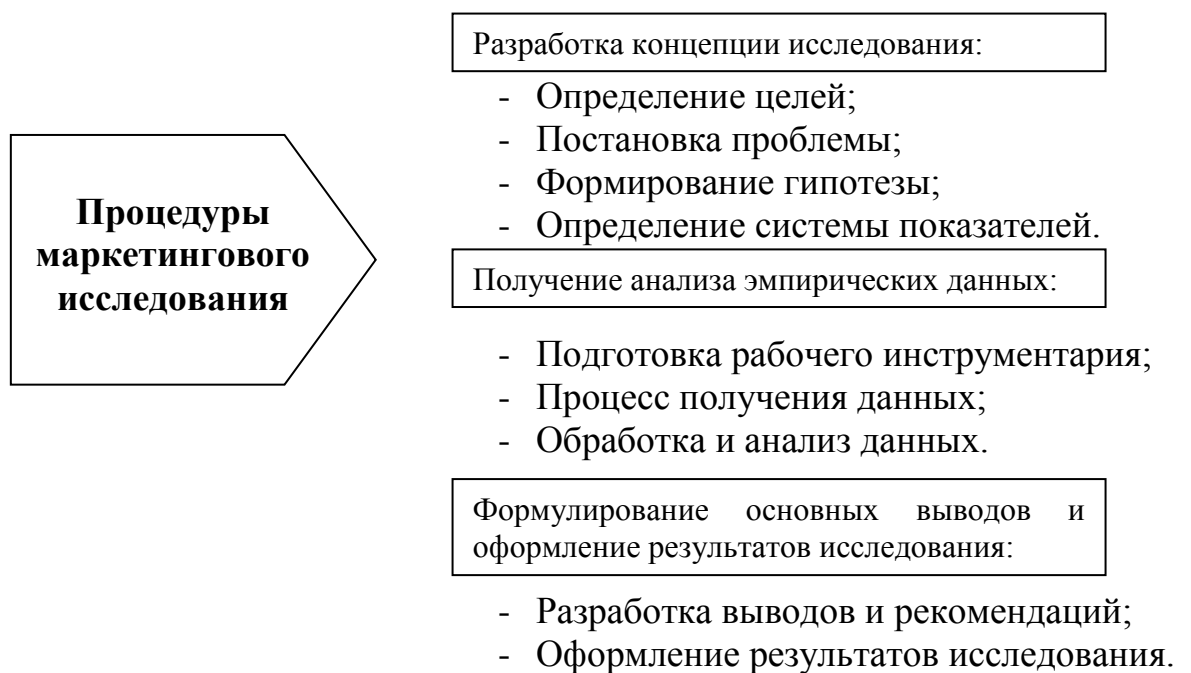 Процедуры
маркетингового
исследования
Разработка концепции исследования:
- Определение целей;
- Постановка проблемы;
- Формирование гипотезы;
- Определение системы показателей.
Получение анализа эмпирических данных:
- Подготовка рабочего инструментария;
- Процесс получения данных;
- Обработка и анализ данных.
Формулирование основных выводов и
оформление результатов исследования:
- Разработка выводов и рекомендаций;
- Оформление результатов исследования.